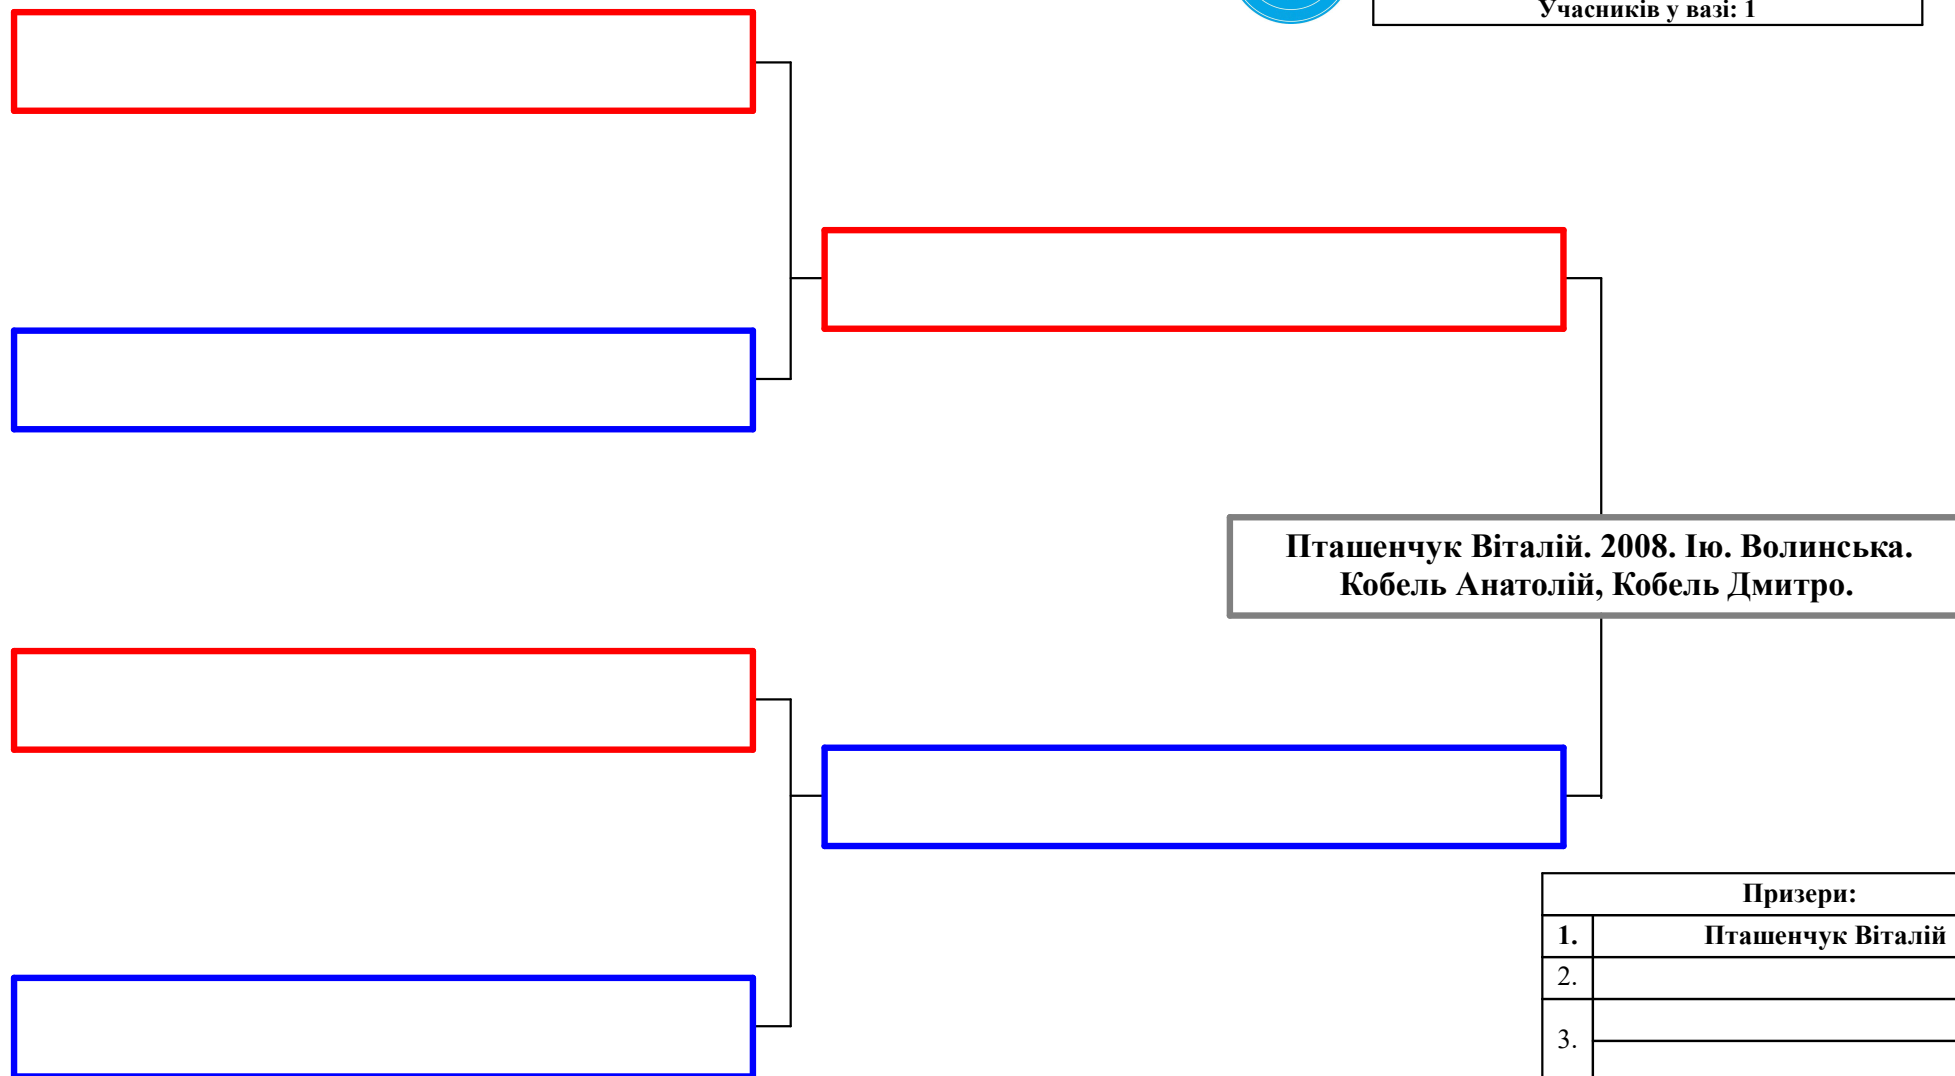 Учасників у вазі: 1
Пташенчук Віталій. 2008. Ію. Волинська.
Кобель Анатолій, Кобель Дмитро.
Призери:
1. Пташенчук Віталій
2.
3.